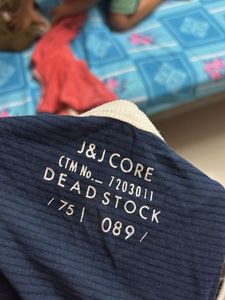 J&J CORE
CTM No._ 7203011
DEAD STOCK
/ 75 | 089 /